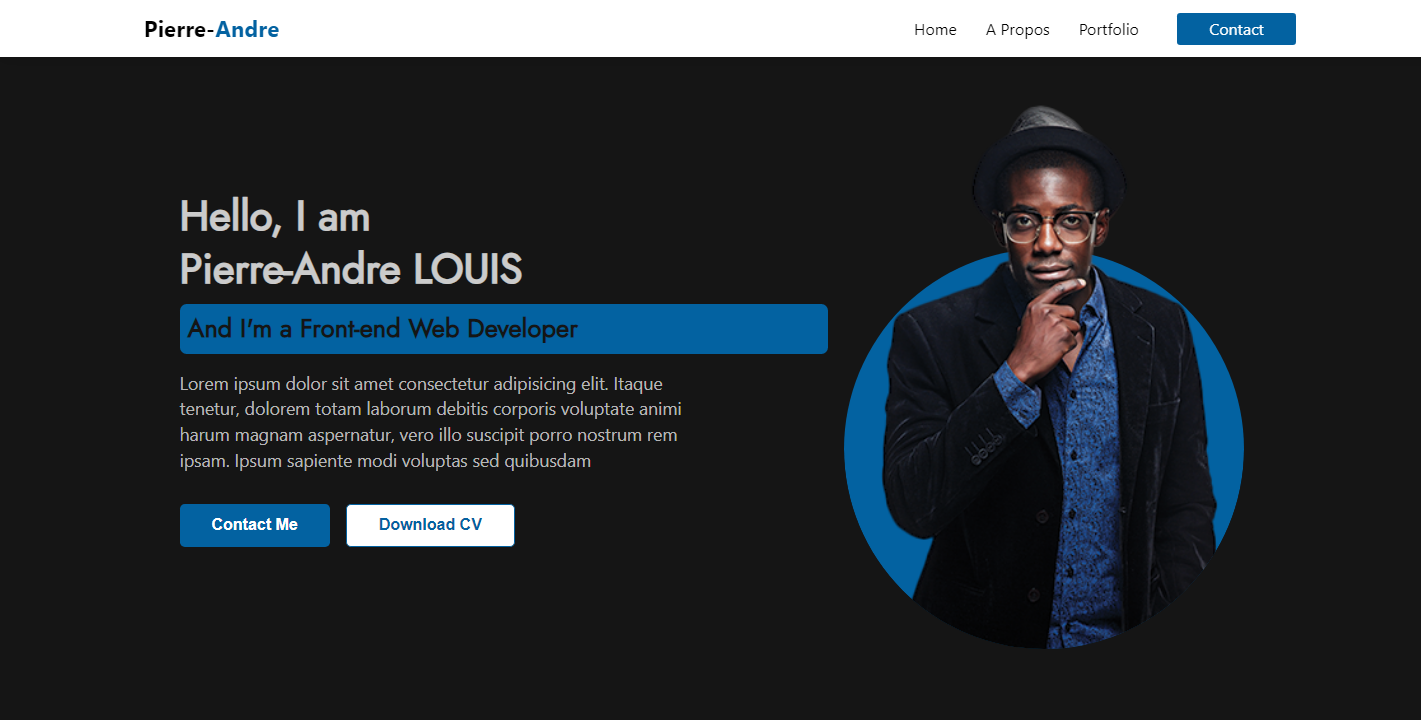 Pierre-Andre
Home A Propos Portfolio Contact
Hello, I am
Pierre-Andre LOUIS
And I'm a Front-end Web Developer
Lorem ipsum dolor sit amet consectetur adipisicing elit. Itaque
tenetur, dolorem totam laborum debitis corporis voluptate animi
harum magnam aspernatur, vero illo suscipit porro nostrum rem
ipsam. Ipsum sapiente modi voluptas sed quibusdam
Contact Me Download CV